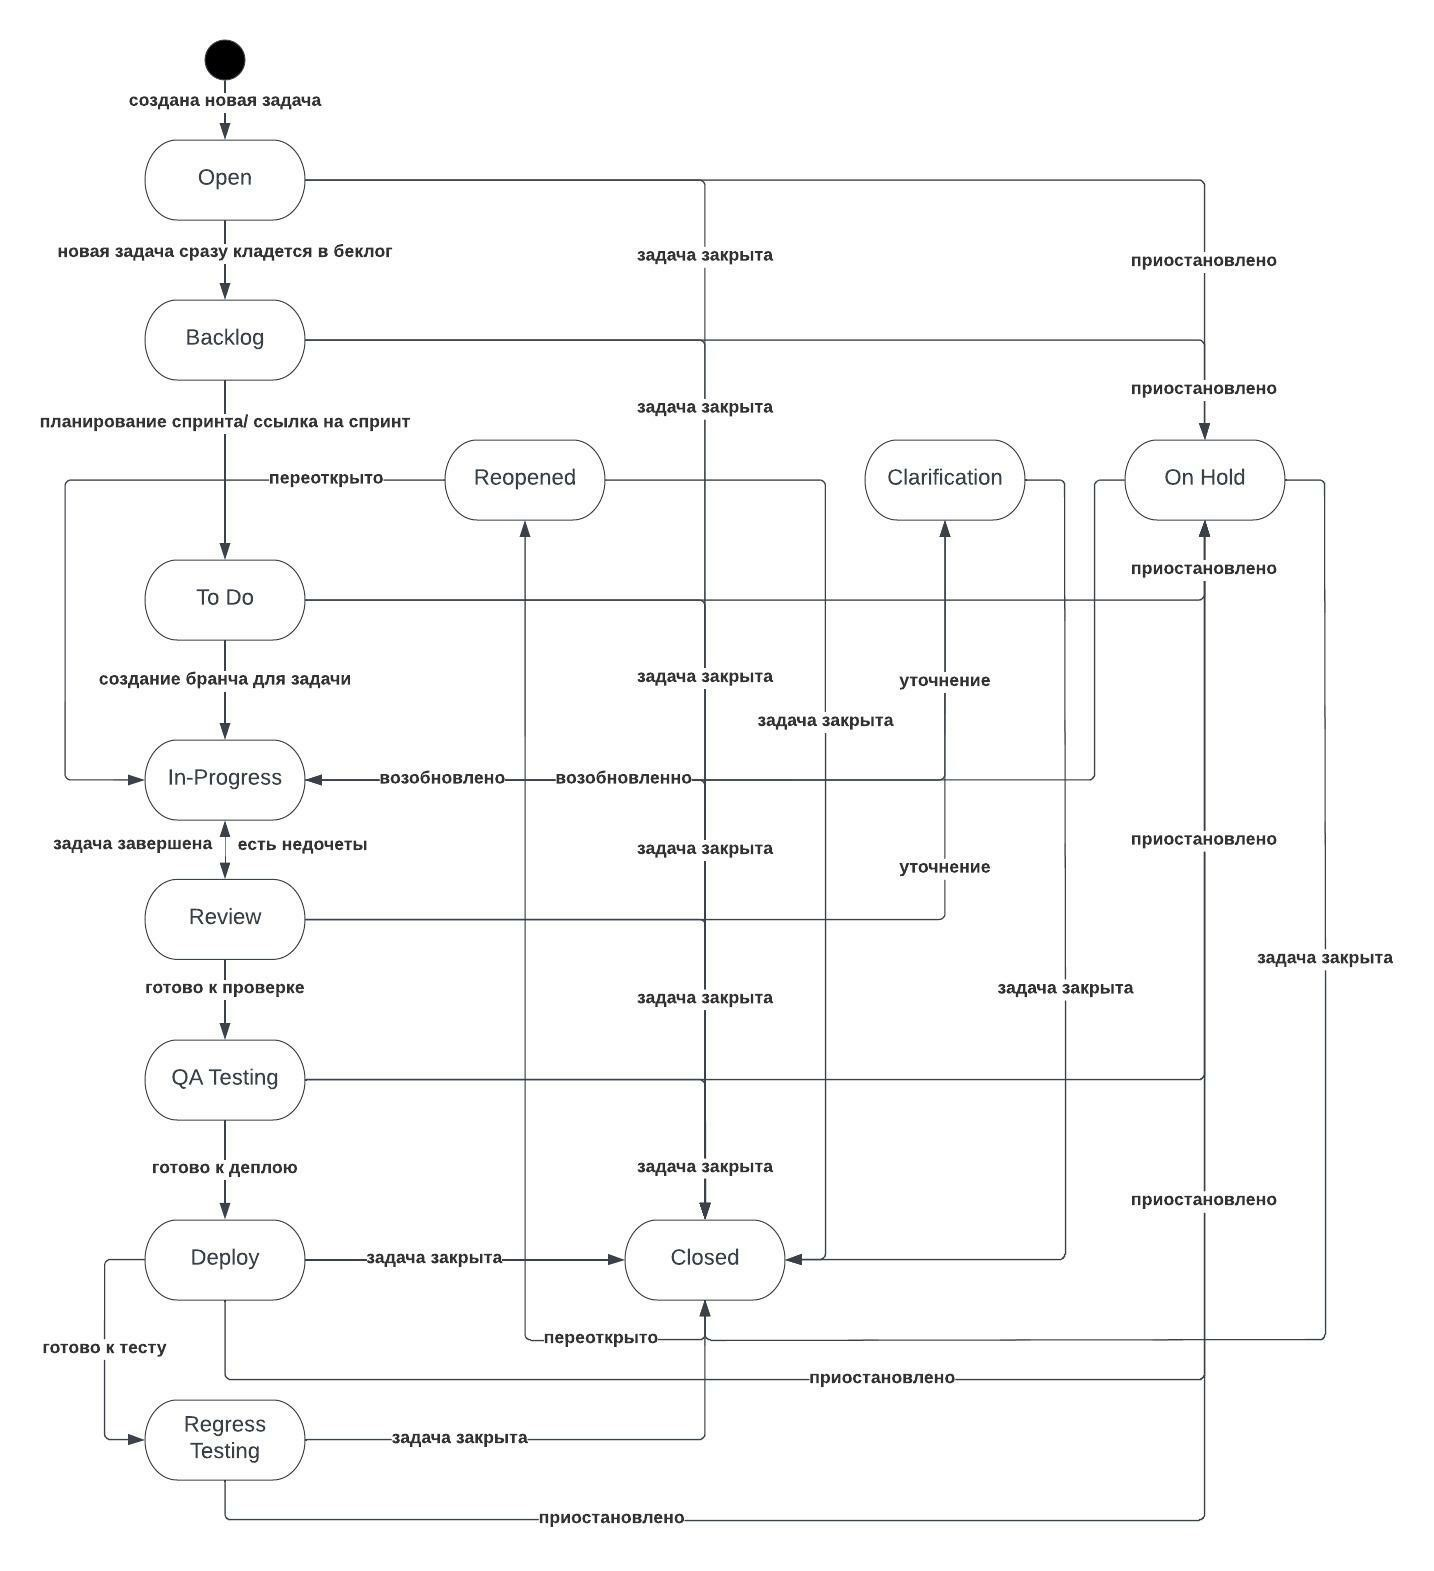 создана новая задача
Open
новая задача сразу кладется в беклог
задача закрыта
приостановлено
Backlog
приостановлено
задача закрыта
планирование спринта/ ссылка на спринт
переоткрыто
Reopened
Clarification
On Hold
приостановлено
To Do
создание бранча для задачи
задача закрыта
уточнение
задача закрыта
In-Progress
возобновлено
возобновленно
задача завершена
есть недочеты
задача закрыта
приостановлено
уточнение
Review
задача закрыта
готово к проверке
задача закрыта
задача закрыта
QA Testing
готово к деплою
задача закрыта
приостановлено
Deploy
задача закрыта
Closed
готово к тесту
переоткрыто
приостановлено
Regress
Testing
задача закрыта
приостановлено